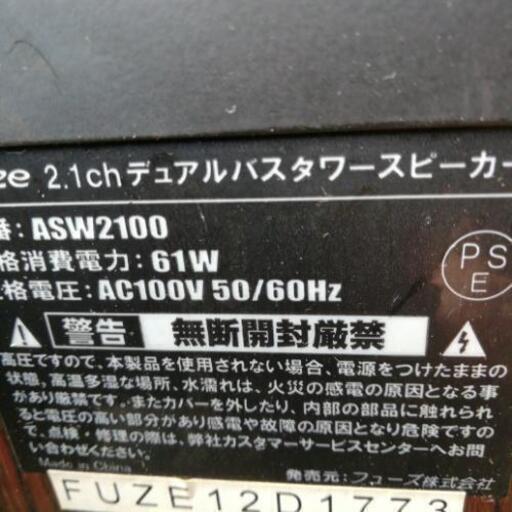 ze 2.1chデュアルバスタワースピーカー
番: ASW2100
格消費電力: 61W
格電圧: AC100V 50/60Hz
PS
E
警告 無断開封厳禁
高圧ですので、本製品を使用されない場合、電源をつけたままの
状態。高温多湿な場所、水濡れは、火災の感電の原因となる事
があり厳禁です。またカバーを外したり、内部の部品に触れられ
ると電圧の高い部分があり感電や故障の原因となり危険ですの
で、点検・修理の際は、弊社カスタマーサービスセンターへお問
い合わせください。
Made in China
発売元: フューズ株式会社
FUZE12D1773